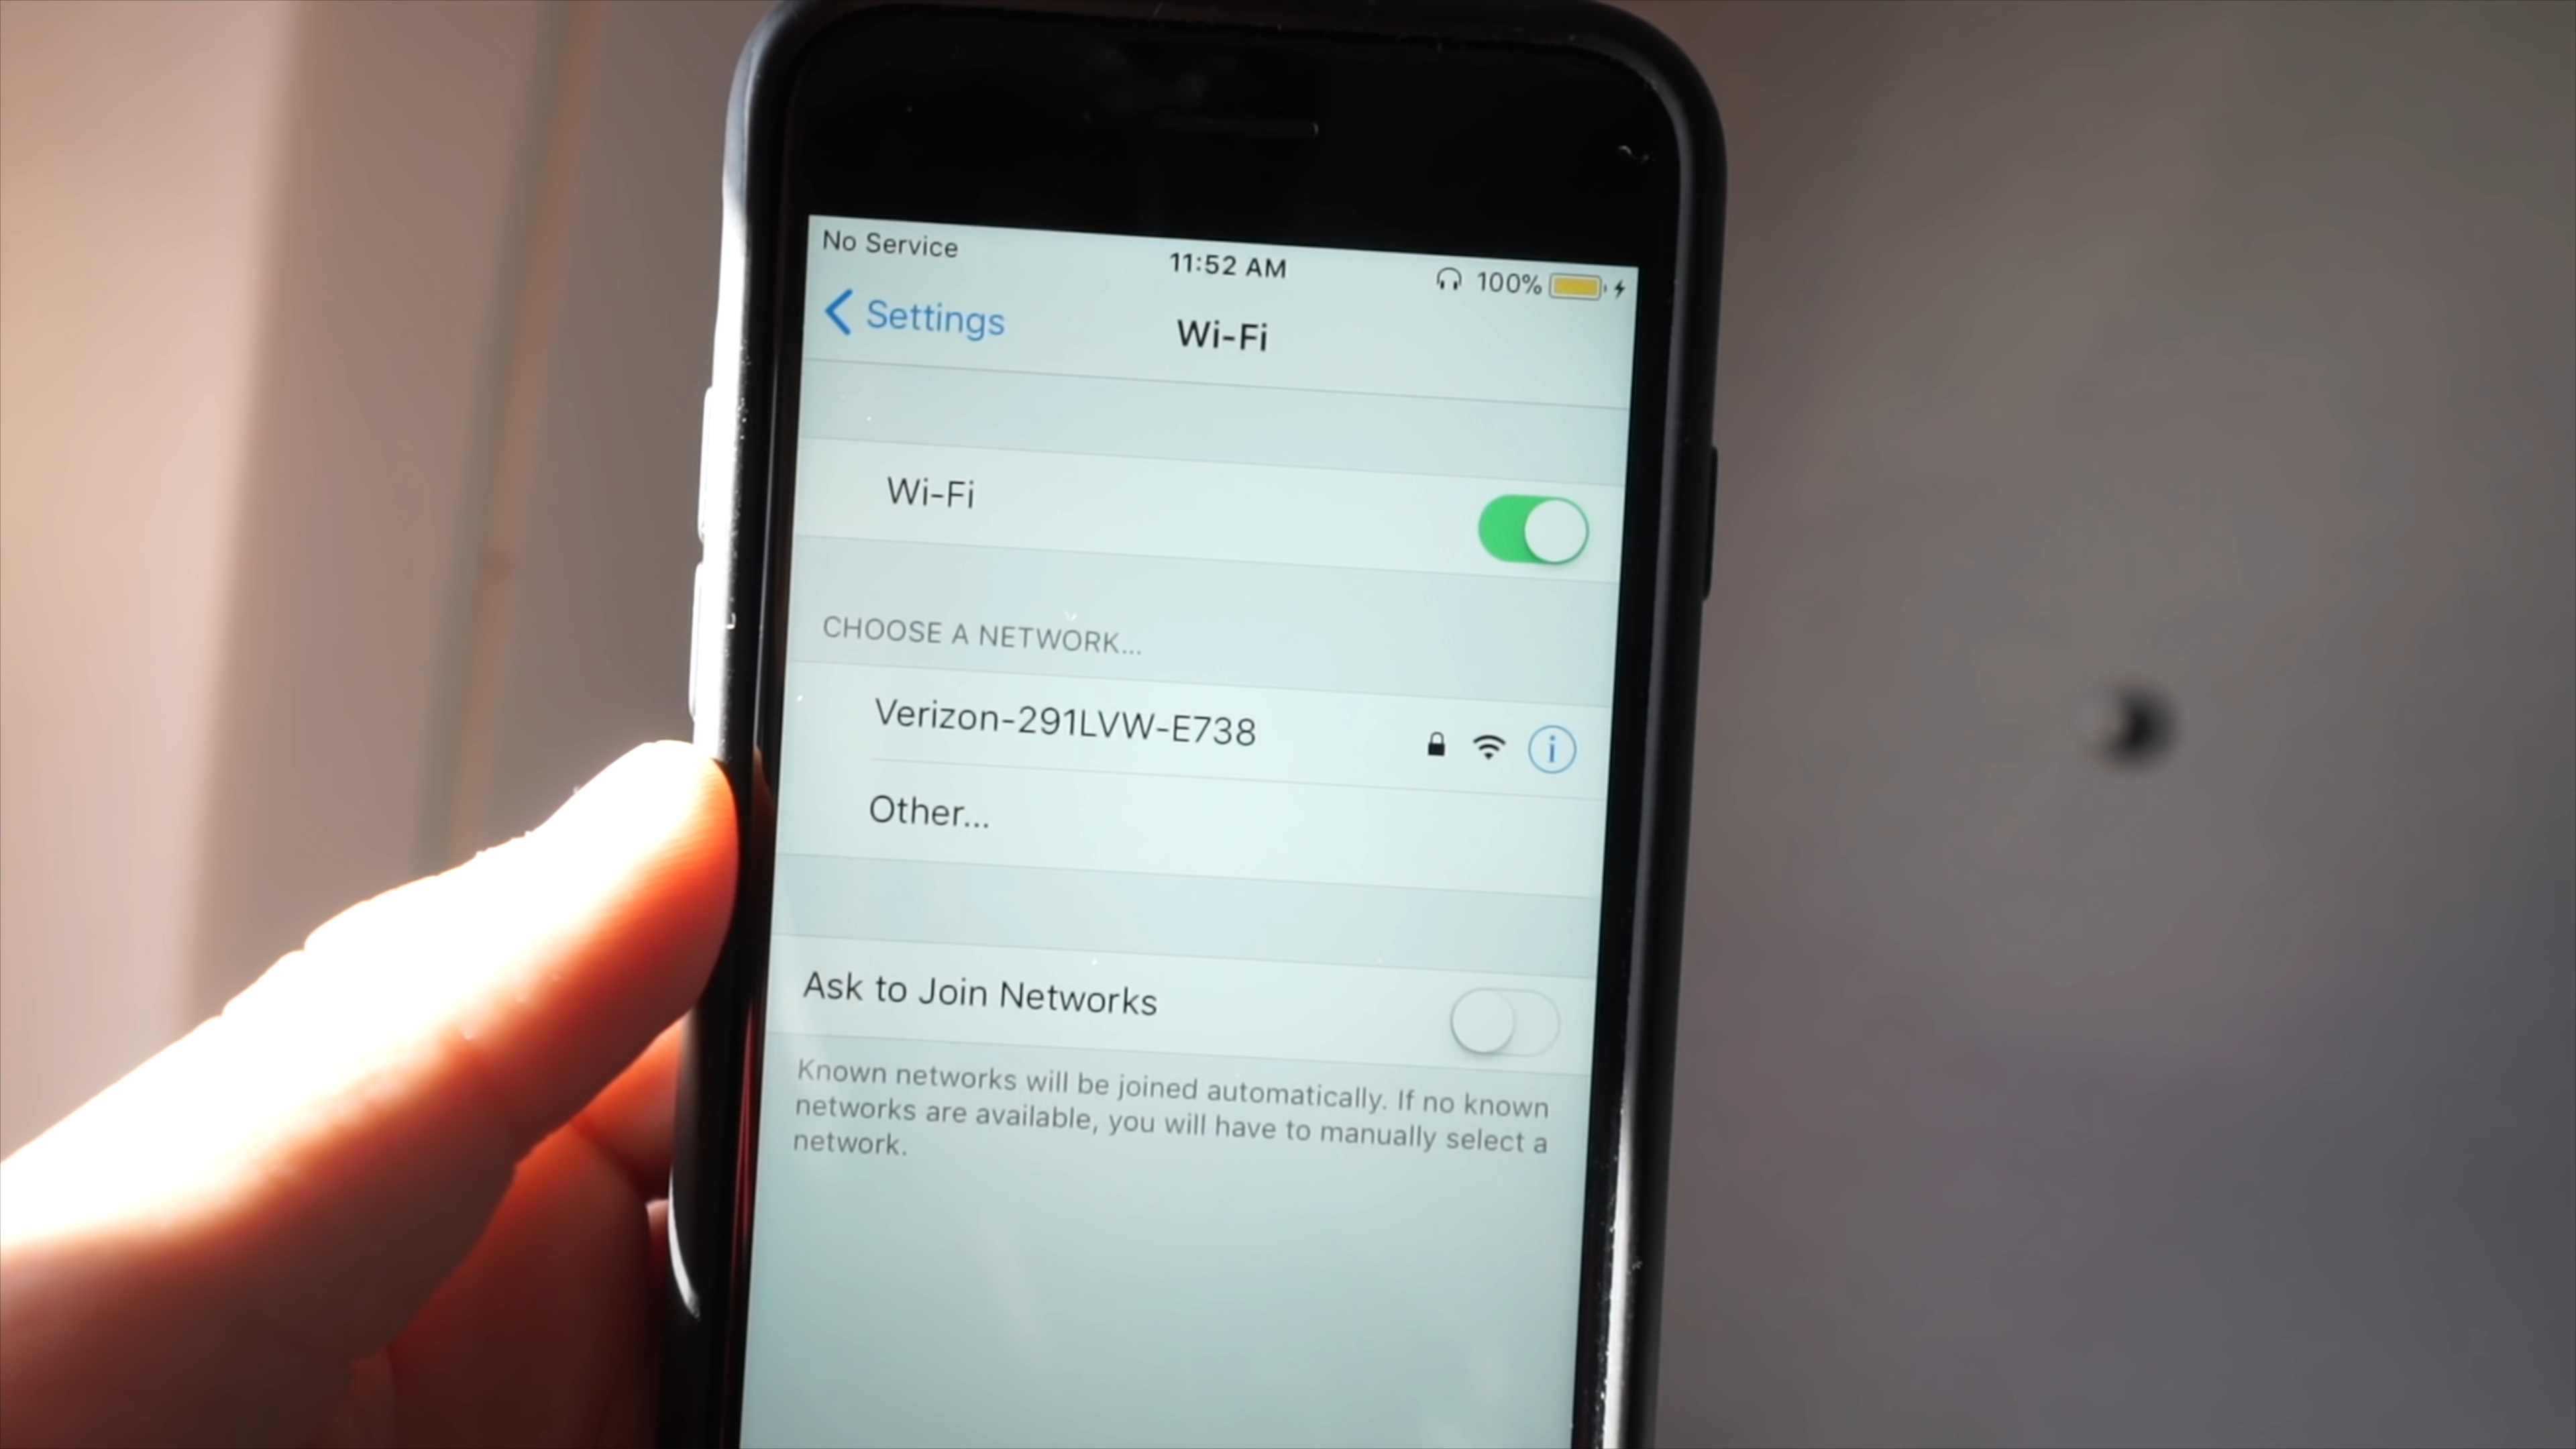 No Service 11:52 AM 100%
Settings Wi-Fi
Wi-Fi
CHOOSE A NETWORK...
Verizon-291LVW-E738
Other...
Ask to Join Networks
Known networks will be joined automatically. If no known
networks are available, you will have to manually select a
network.